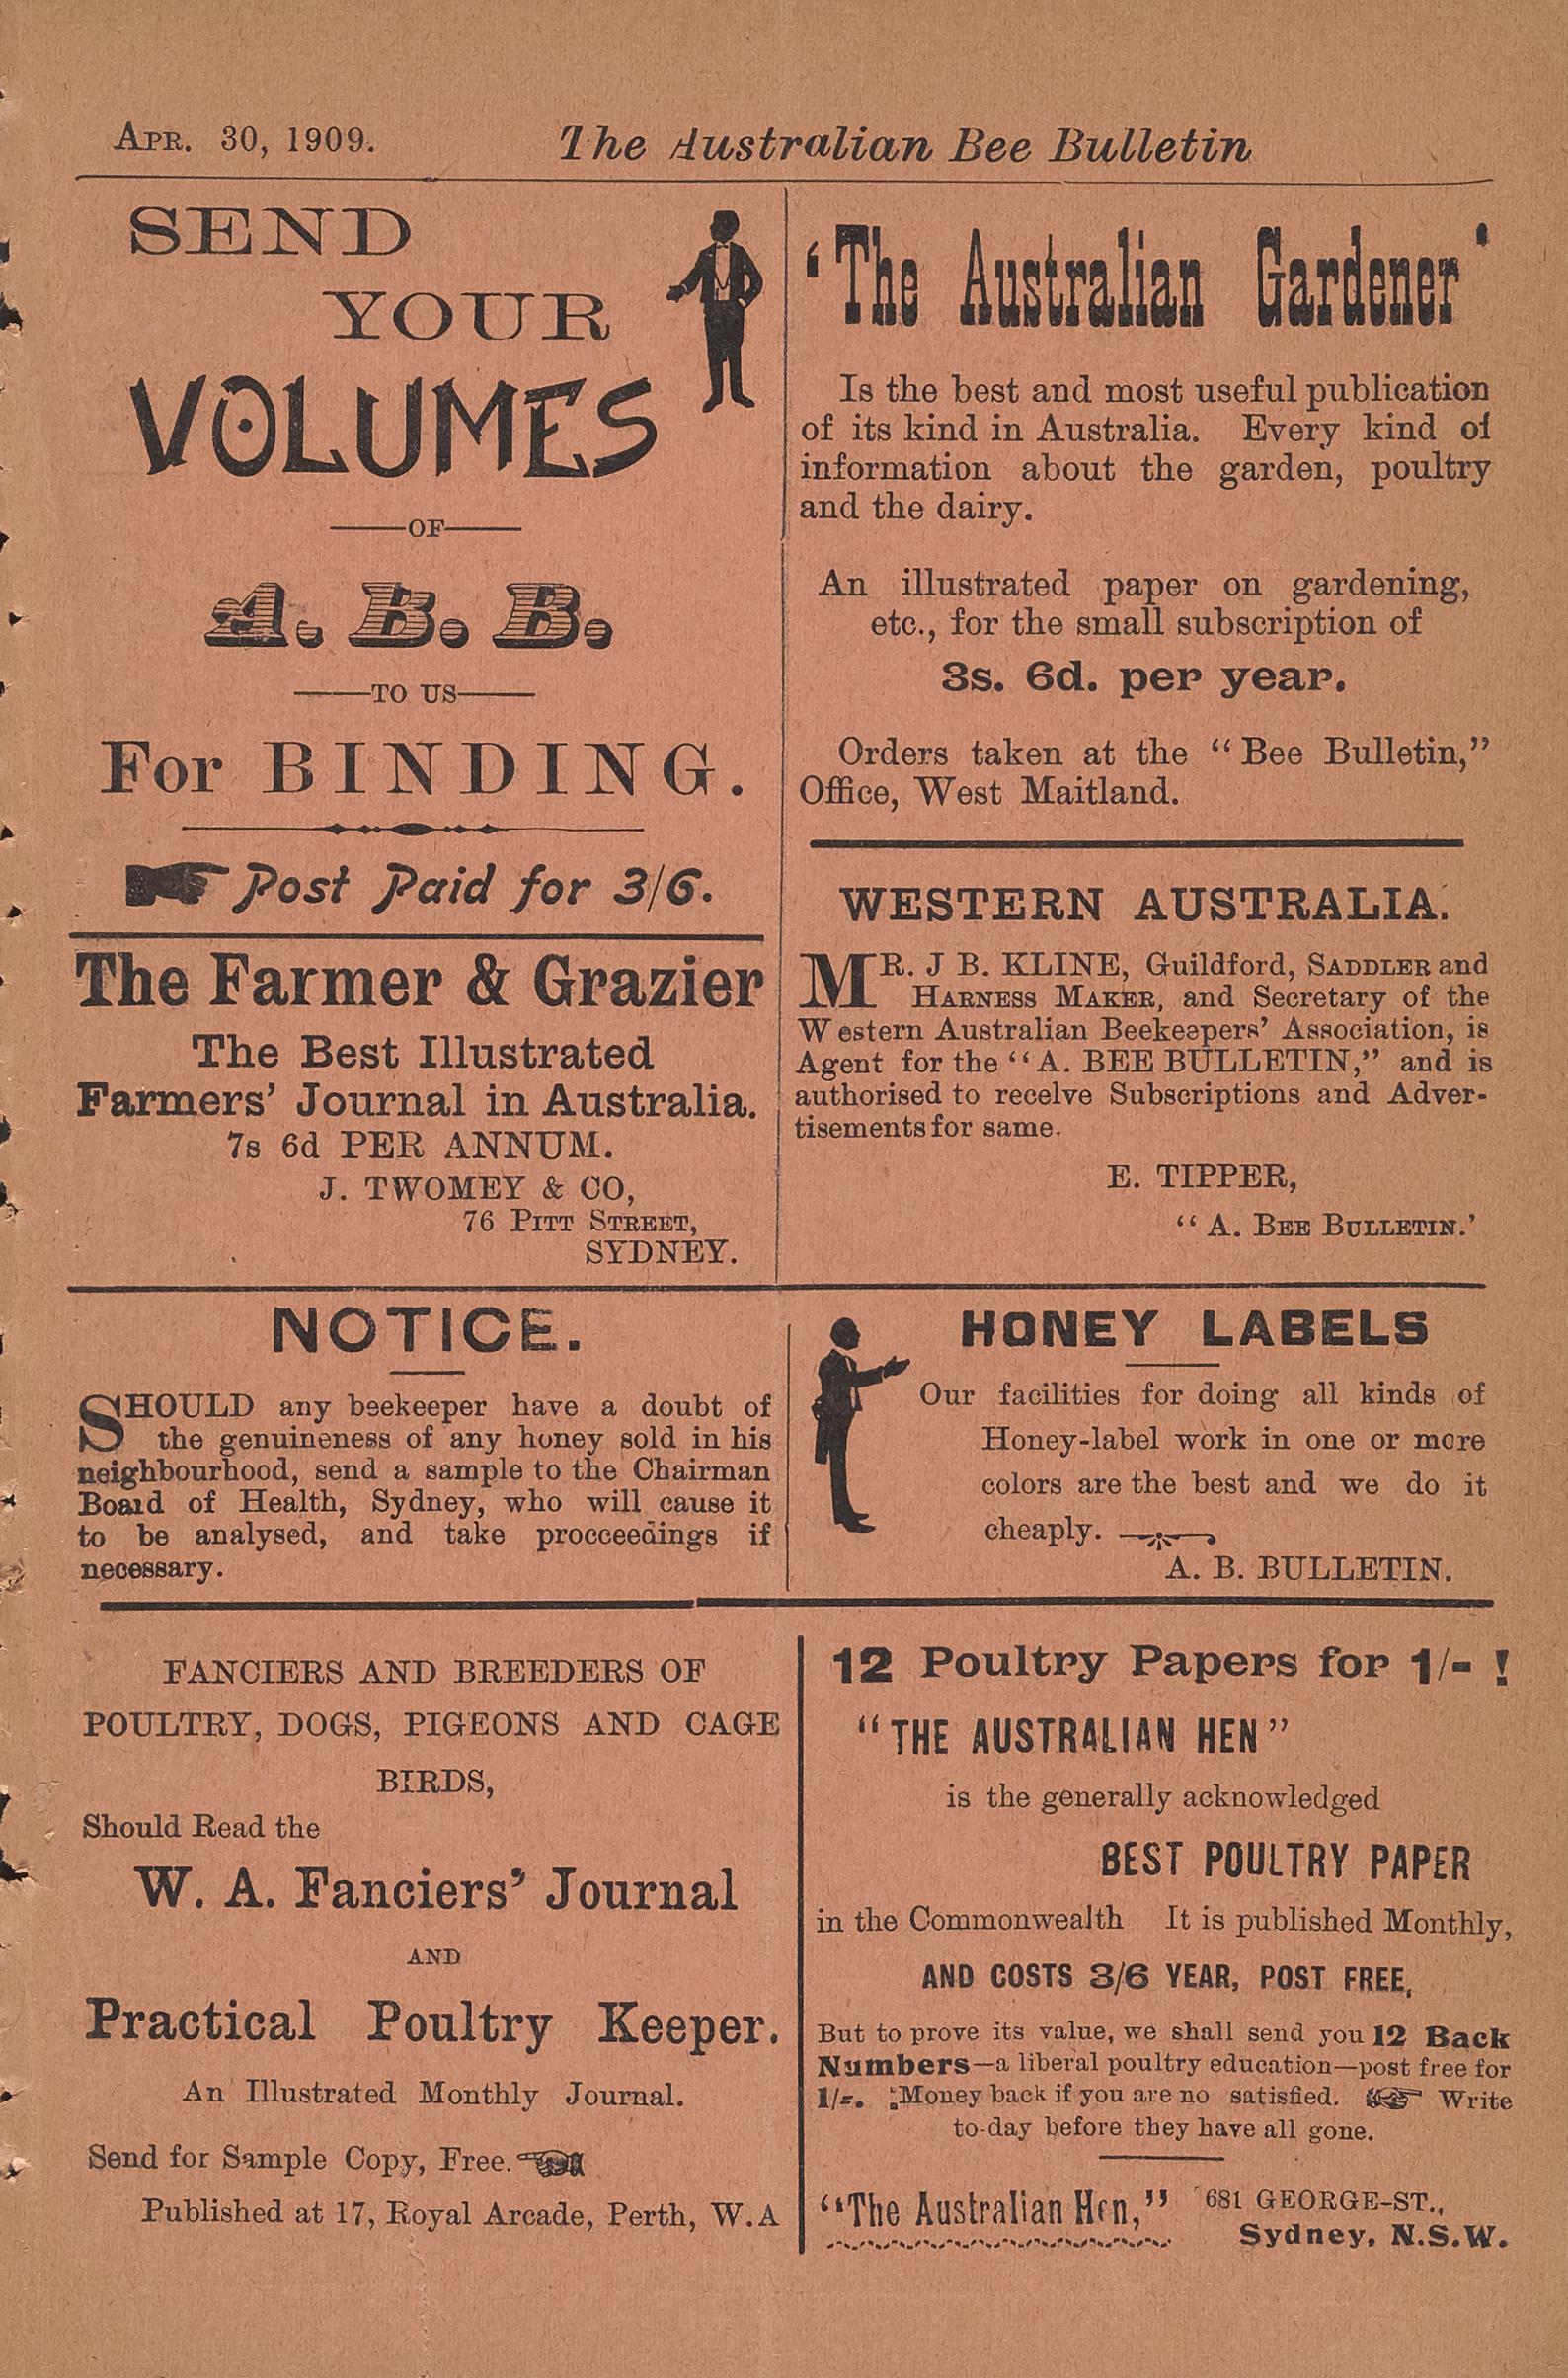 APR. 30, 1909.
The Australian Bee Bulletin
SEND
YOUR
VOLUMES
OF
A. B. B.
TO US
For BINDING.
Post Paid for 3/6.
The Farmer & Grazier
The Best Illustrated
Farmers' Journal in Australia.
7s 6d PER ANNUM.
J. TWOMEY & CO,
76 PITT STREET,
SYDNEY.
'The Australian Gardener'
Is the best and most useful publication
of its kind in Australia. Every kind of
information about the garden, poultry
and the dairy.
An illustrated paper on gardening,
etc., for the small subscription of
3s. 6d. per year.
Orders taken at the "Bee Bulletin,"
Office, West Maitland.
WESTERN AUSTRALIA.
MR. J B. KLINE, Guildford, SADDLER and
HARNESS MAKER, and Secretary of the
Western Australian Beekeepers' Association, is
Agent for the "A. BEE BULLETIN," and is
authorised to receive Subscriptions and Adver-
tisements for same.
E. TIPPER,
"A. BEE BULLETIN.'
NOTICE.
SHOULD any beekeeper have a doubt of
the genuineness of any honey sold in his
neighbourhood, send a sample to the Chairman
Board of Health, Sydney, who will cause it
to be analysed, and take procceedings if
necessary.
HONEY LABELS
Our facilities for doing all kinds of
Honey-label work in one or more
colors are the best and we do it
cheaply.
A. B. BULLETIN.
FANCIERS AND BREEDERS OF
POULTRY, DOGS, PIGEONS AND CAGE
BIRDS,
Should Read the
W. A. Fanciers' Journal
AND
Practical Poultry Keeper.
An Illustrated Monthly Journal.
Send for Sample Copy, Free.
Published at 17, Royal Arcade, Perth, W.A
12 Poultry Papers for 1/- !
"THE AUSTRALIAN HEN"
is the generally acknowledged
BEST POULTRY PAPER
in the Commonwealth It is published Monthly,
AND COSTS 3/6 YEAR, POST FREE,
But to prove its value, we shall send you 12 Back
Numbers—a liberal poultry education—post free for
1/-. Money back if you are no satisfied. Write
to-day before they have all gone.
"The Australian Hen," 681 GEORGE-ST.,
Sydney, N.S.W.